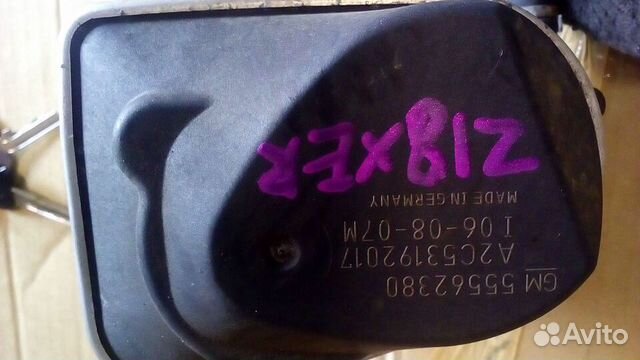 GM 55562380
A2C53192017
I 06-08-07M
MADE IN GERMANY
Z18XER
Avito